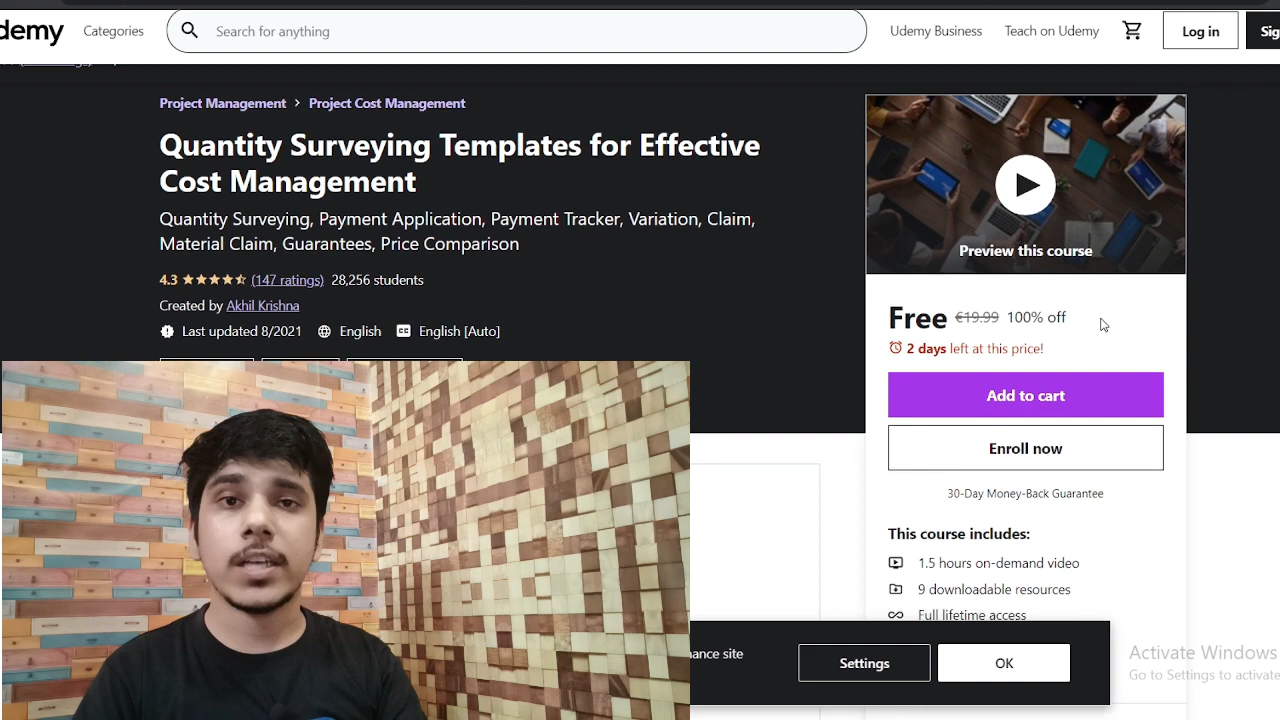 demy
Categories
Search for anything
Udemy Business
Teach on Udemy
Log in
Sig
Project Management > Project Cost Management
Quantity Surveying Templates for Effective
Cost Management
Quantity Surveying, Payment Application, Payment Tracker, Variation, Claim,
Material Claim, Guarantees, Price Comparison
4.3 (147 ratings) 28,256 students
Created by Akhil Krishna
Last updated 8/2021 English English [Auto]
Preview this course
Free €19.99 100% off
2 days left at this price!
Add to cart
Enroll now
30-Day Money-Back Guarantee
This course includes:
1.5 hours on-demand video
9 downloadable resources
Full lifetime access
nance site
Settings
OK
Activate Windows
Go to Settings to activate